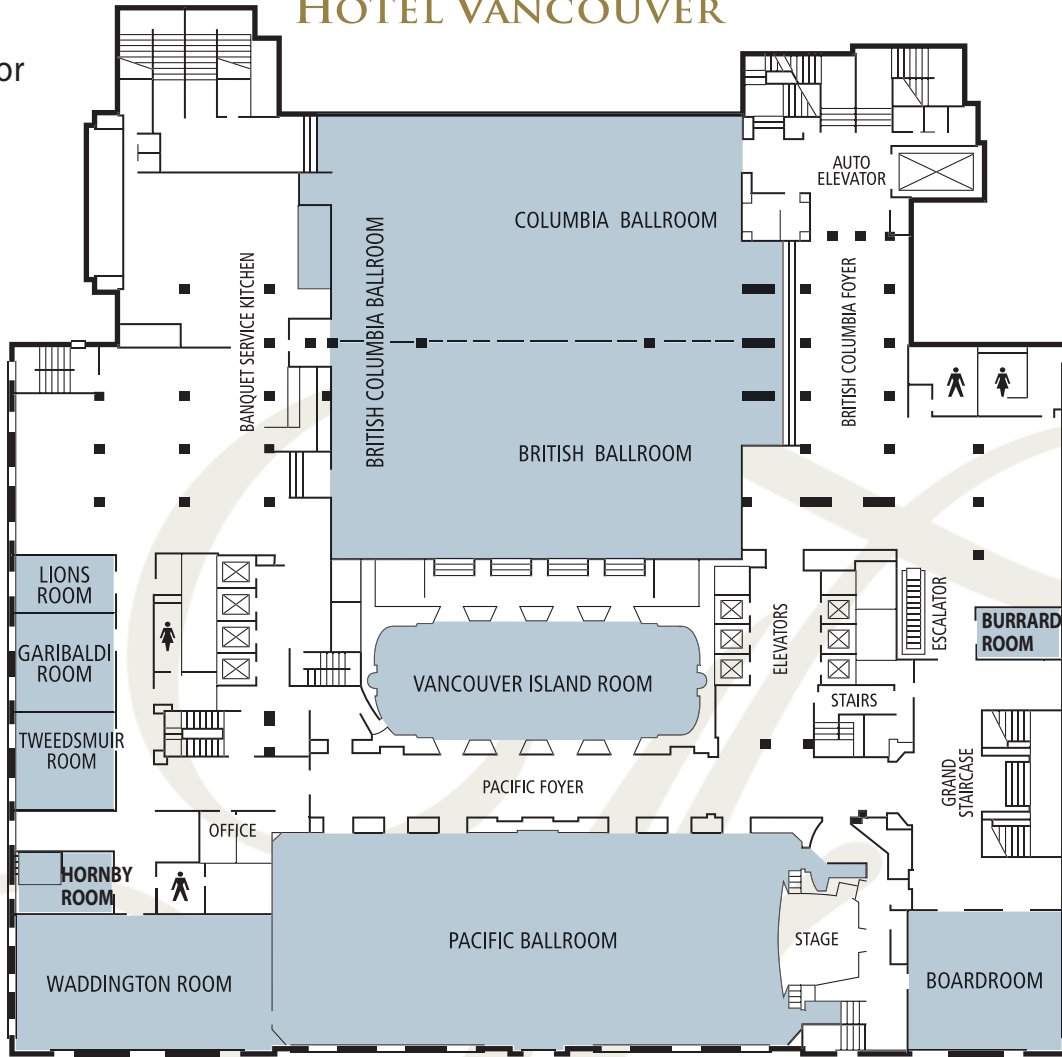 HOTEL VANCOUVER
or
AUTO
ELEVATOR
COLUMBIA BALLROOM
BRITISH COLUMBIA BALLROOM
BANQUET SERVICE KITCHEN
BRITISH COLUMBIA FOYER
BRITISH BALLROOM
LIONS
ROOM
GARIBALDI
ROOM
TWEEDSMUIR
ROOM
VANCOUVER ISLAND ROOM
ELEVATORS
ESCALATOR
BURRARD
ROOM
STAIRS
PACIFIC FOYER
GRAND
STAIRCASE
OFFICE
HORNBY
ROOM
PACIFIC BALLROOM
STAGE
WADDINGTON ROOM
BOARDROOM